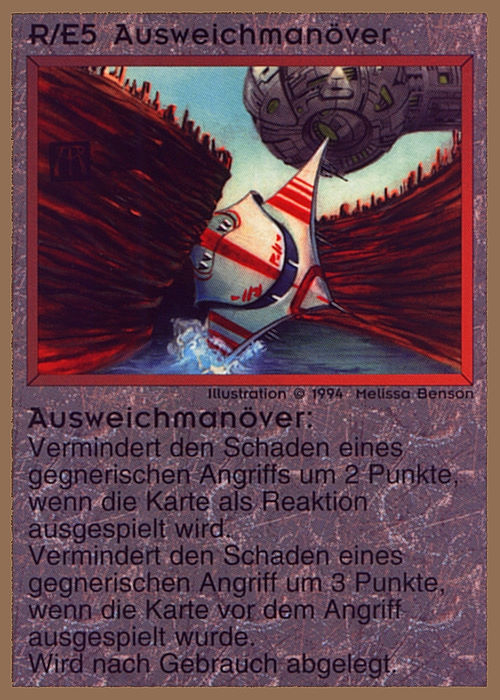 R/E5 Ausweichmanöver
Illustration © 1994 Melissa Benson
Ausweichmanöver:
Vermindert den Schaden eines
gegnerischen Angriffs um 2 Punkte,
wenn die Karte als Reaktion
ausgespielt wird.
Vermindert den Schaden eines
gegnerischen Angriff um 3 Punkte,
wenn die Karte vor dem Angriff
ausgespielt wurde.
Wird nach Gebrauch abgelegt.